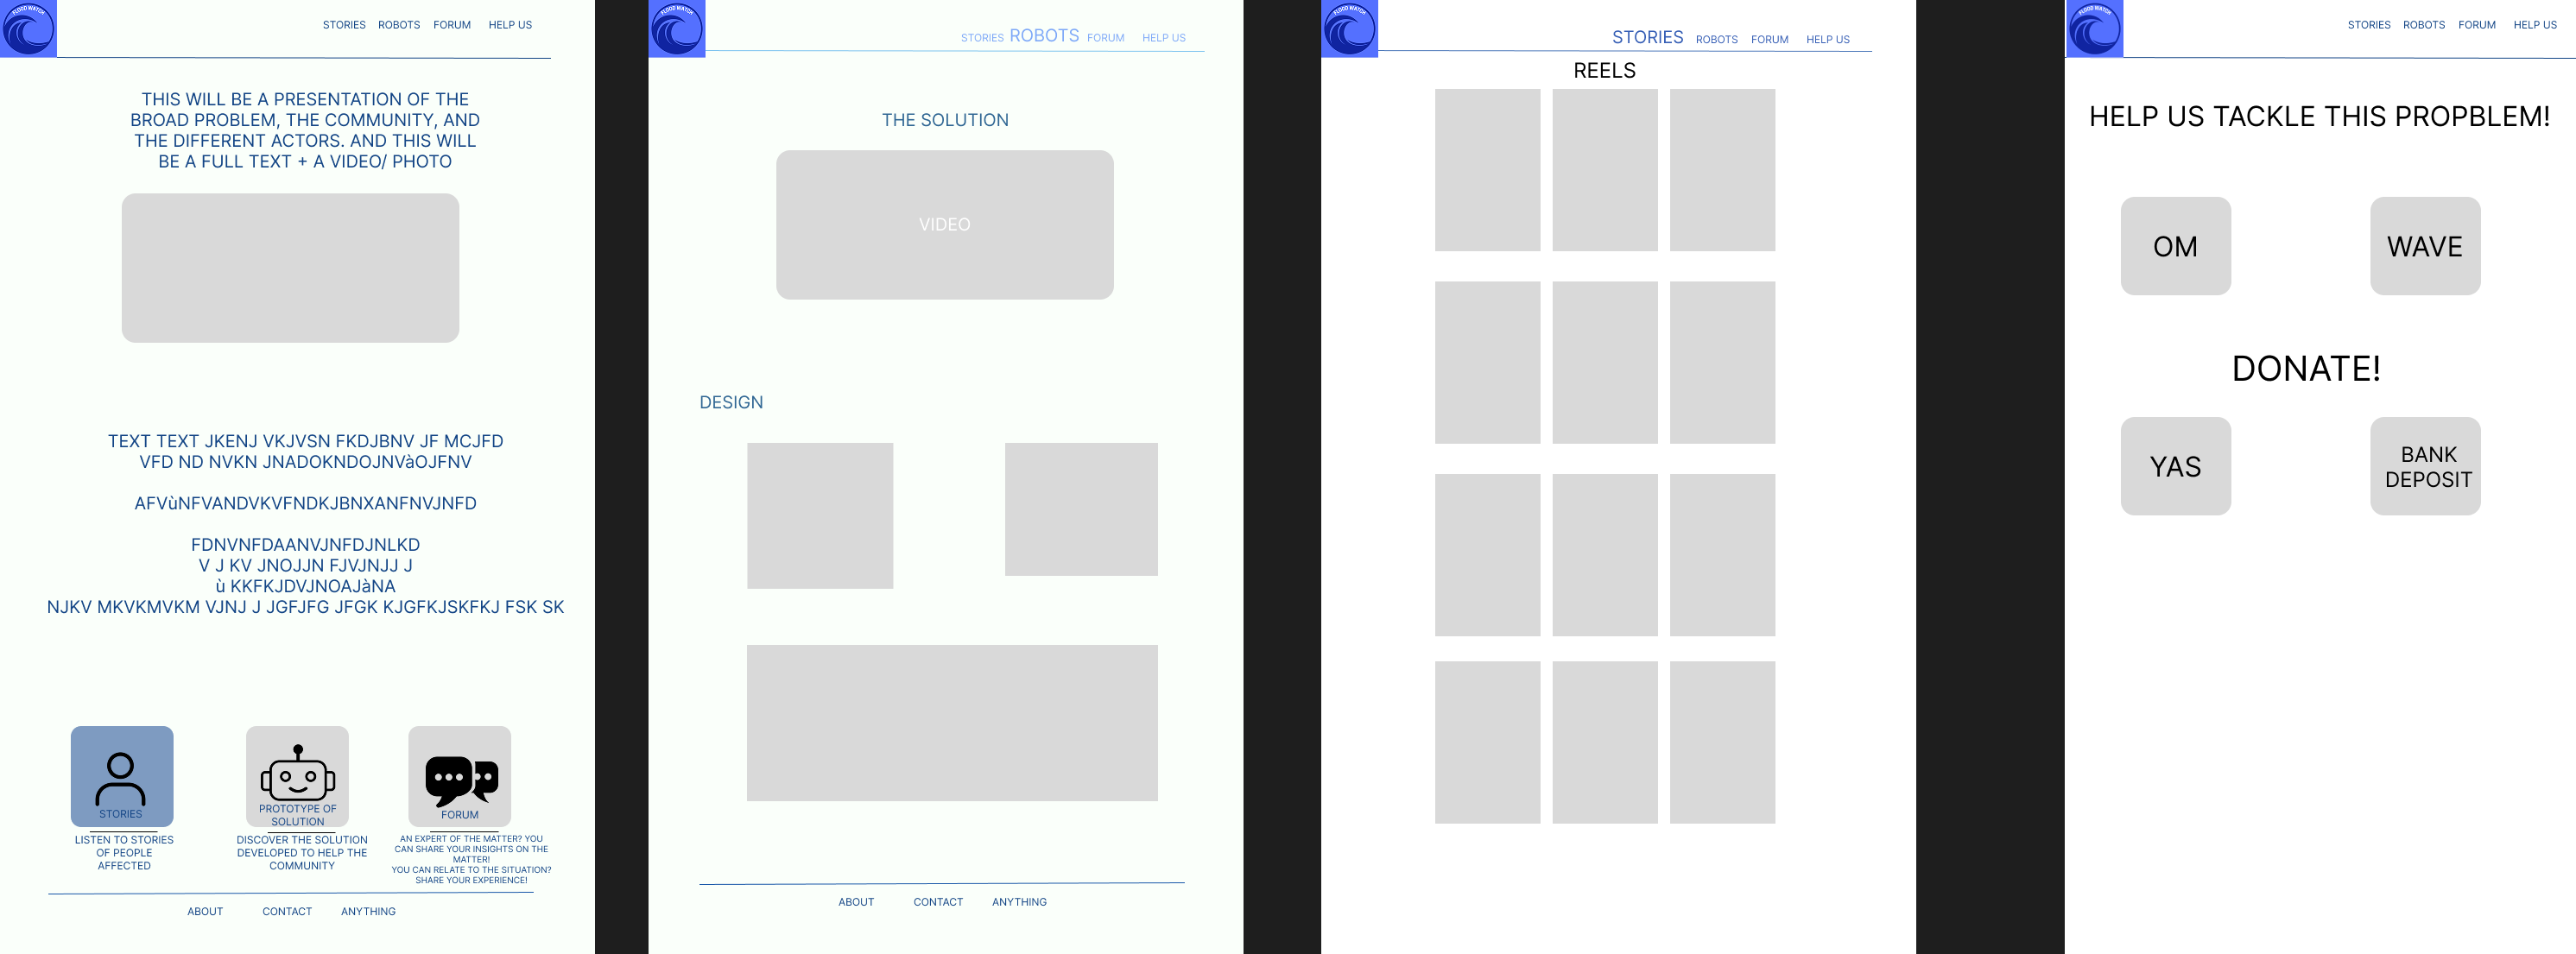 FLOOD WATCH
STORIES ROBOTS FORUM HELP US
THIS WILL BE A PRESENTATION OF THE
BROAD PROBLEM, THE COMMUNITY, AND
THE DIFFERENT ACTORS. AND THIS WILL
BE A FULL TEXT + A VIDEO/ PHOTO
TEXT TEXT JKENJ VKJVSN FKDJBNV JF MCJFD
VFD ND NVKN JNADOKNDOJNVàOJFNV
AFVùNFVANDVKVFNDKJBNXANFNVJNFD
FDNVNFDAANVJNFDJNLKD
V J KV JNOJJN FJVJNJJ J
ù KKFKJDVJNOAJàNA
NJKV MKVKMVKM VJNJ J JGFJFG JFGK KJGFKJSKFKJ FSK SK
STORIES
LISTEN TO STORIES
OF PEOPLE
AFFECTED
PROTOTYPE OF
SOLUTION
DISCOVER THE SOLUTION
DEVELOPED TO HELP THE
COMMUNITY
FORUM
AN EXPERT OF THE MATTER? YOU
CAN SHARE YOUR INSIGHTS ON THE
MATTER!
YOU CAN RELATE TO THE SITUATION?
SHARE YOUR EXPERIENCE!
ABOUT CONTACT ANYTHING
FLOOD WATCH
STORIES ROBOTS FORUM HELP US
THE SOLUTION
VIDEO
DESIGN
ABOUT CONTACT ANYTHING
FLOOD WATCH
STORIES ROBOTS FORUM HELP US
REELS
FLOOD WATCH
STORIES ROBOTS FORUM HELP US
HELP US TACKLE THIS PROPBLEM!
OM WAVE
DONATE!
YAS
BANK
DEPOSIT